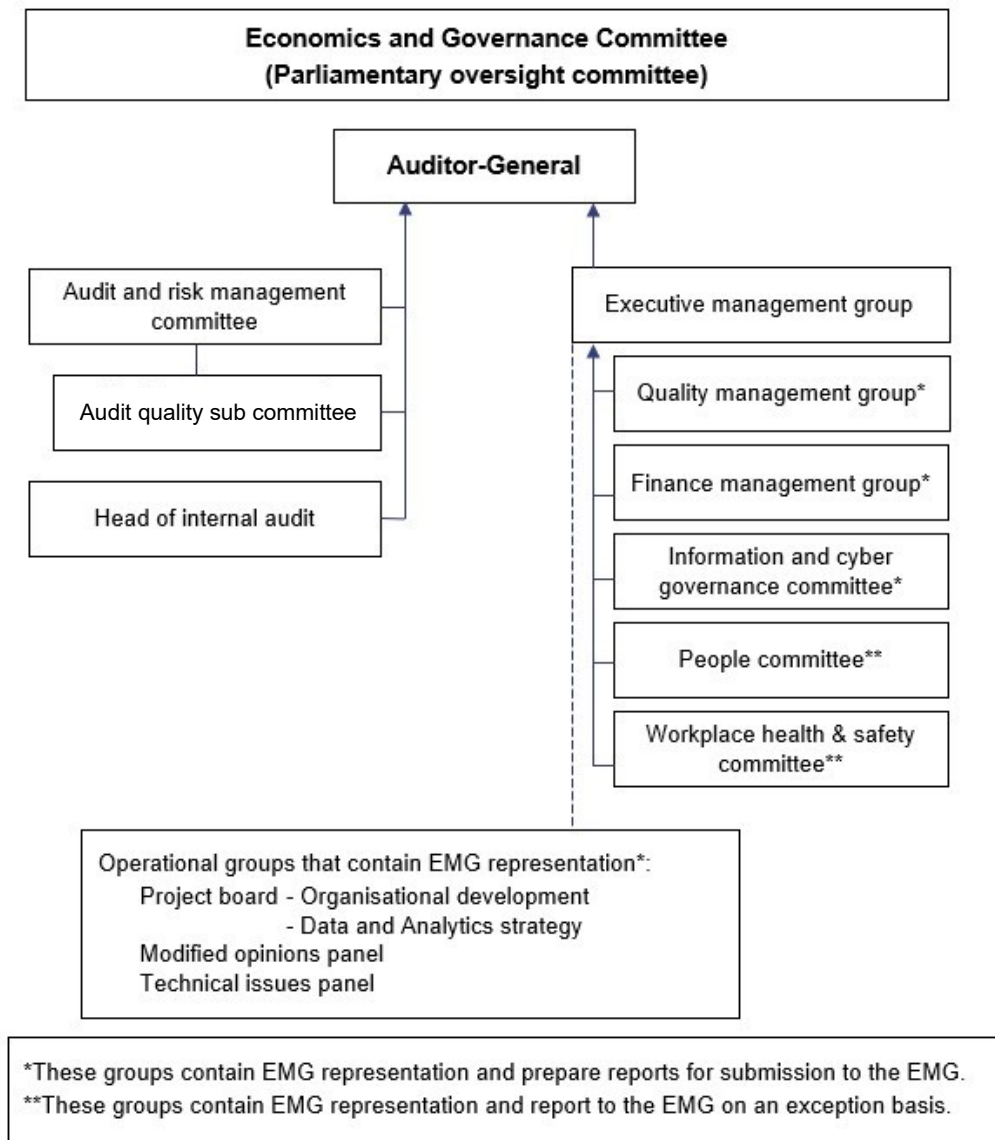 Economics and Governance Committee
(Parliamentary oversight committee)
Auditor-General
Audit and risk management
committee
Audit quality sub committee
Head of internal audit
Executive management group
Quality management group*
Finance management group*
Information and cyber
governance committee*
People committee**
Workplace health & safety
committee**
Operational groups that contain EMG representation*:
Project board - Organisational development
- Data and Analytics strategy
Modified opinions panel
Technical issues panel
*These groups contain EMG representation and prepare reports for submission to the EMG.
**These groups contain EMG representation and report to the EMG on an exception basis.